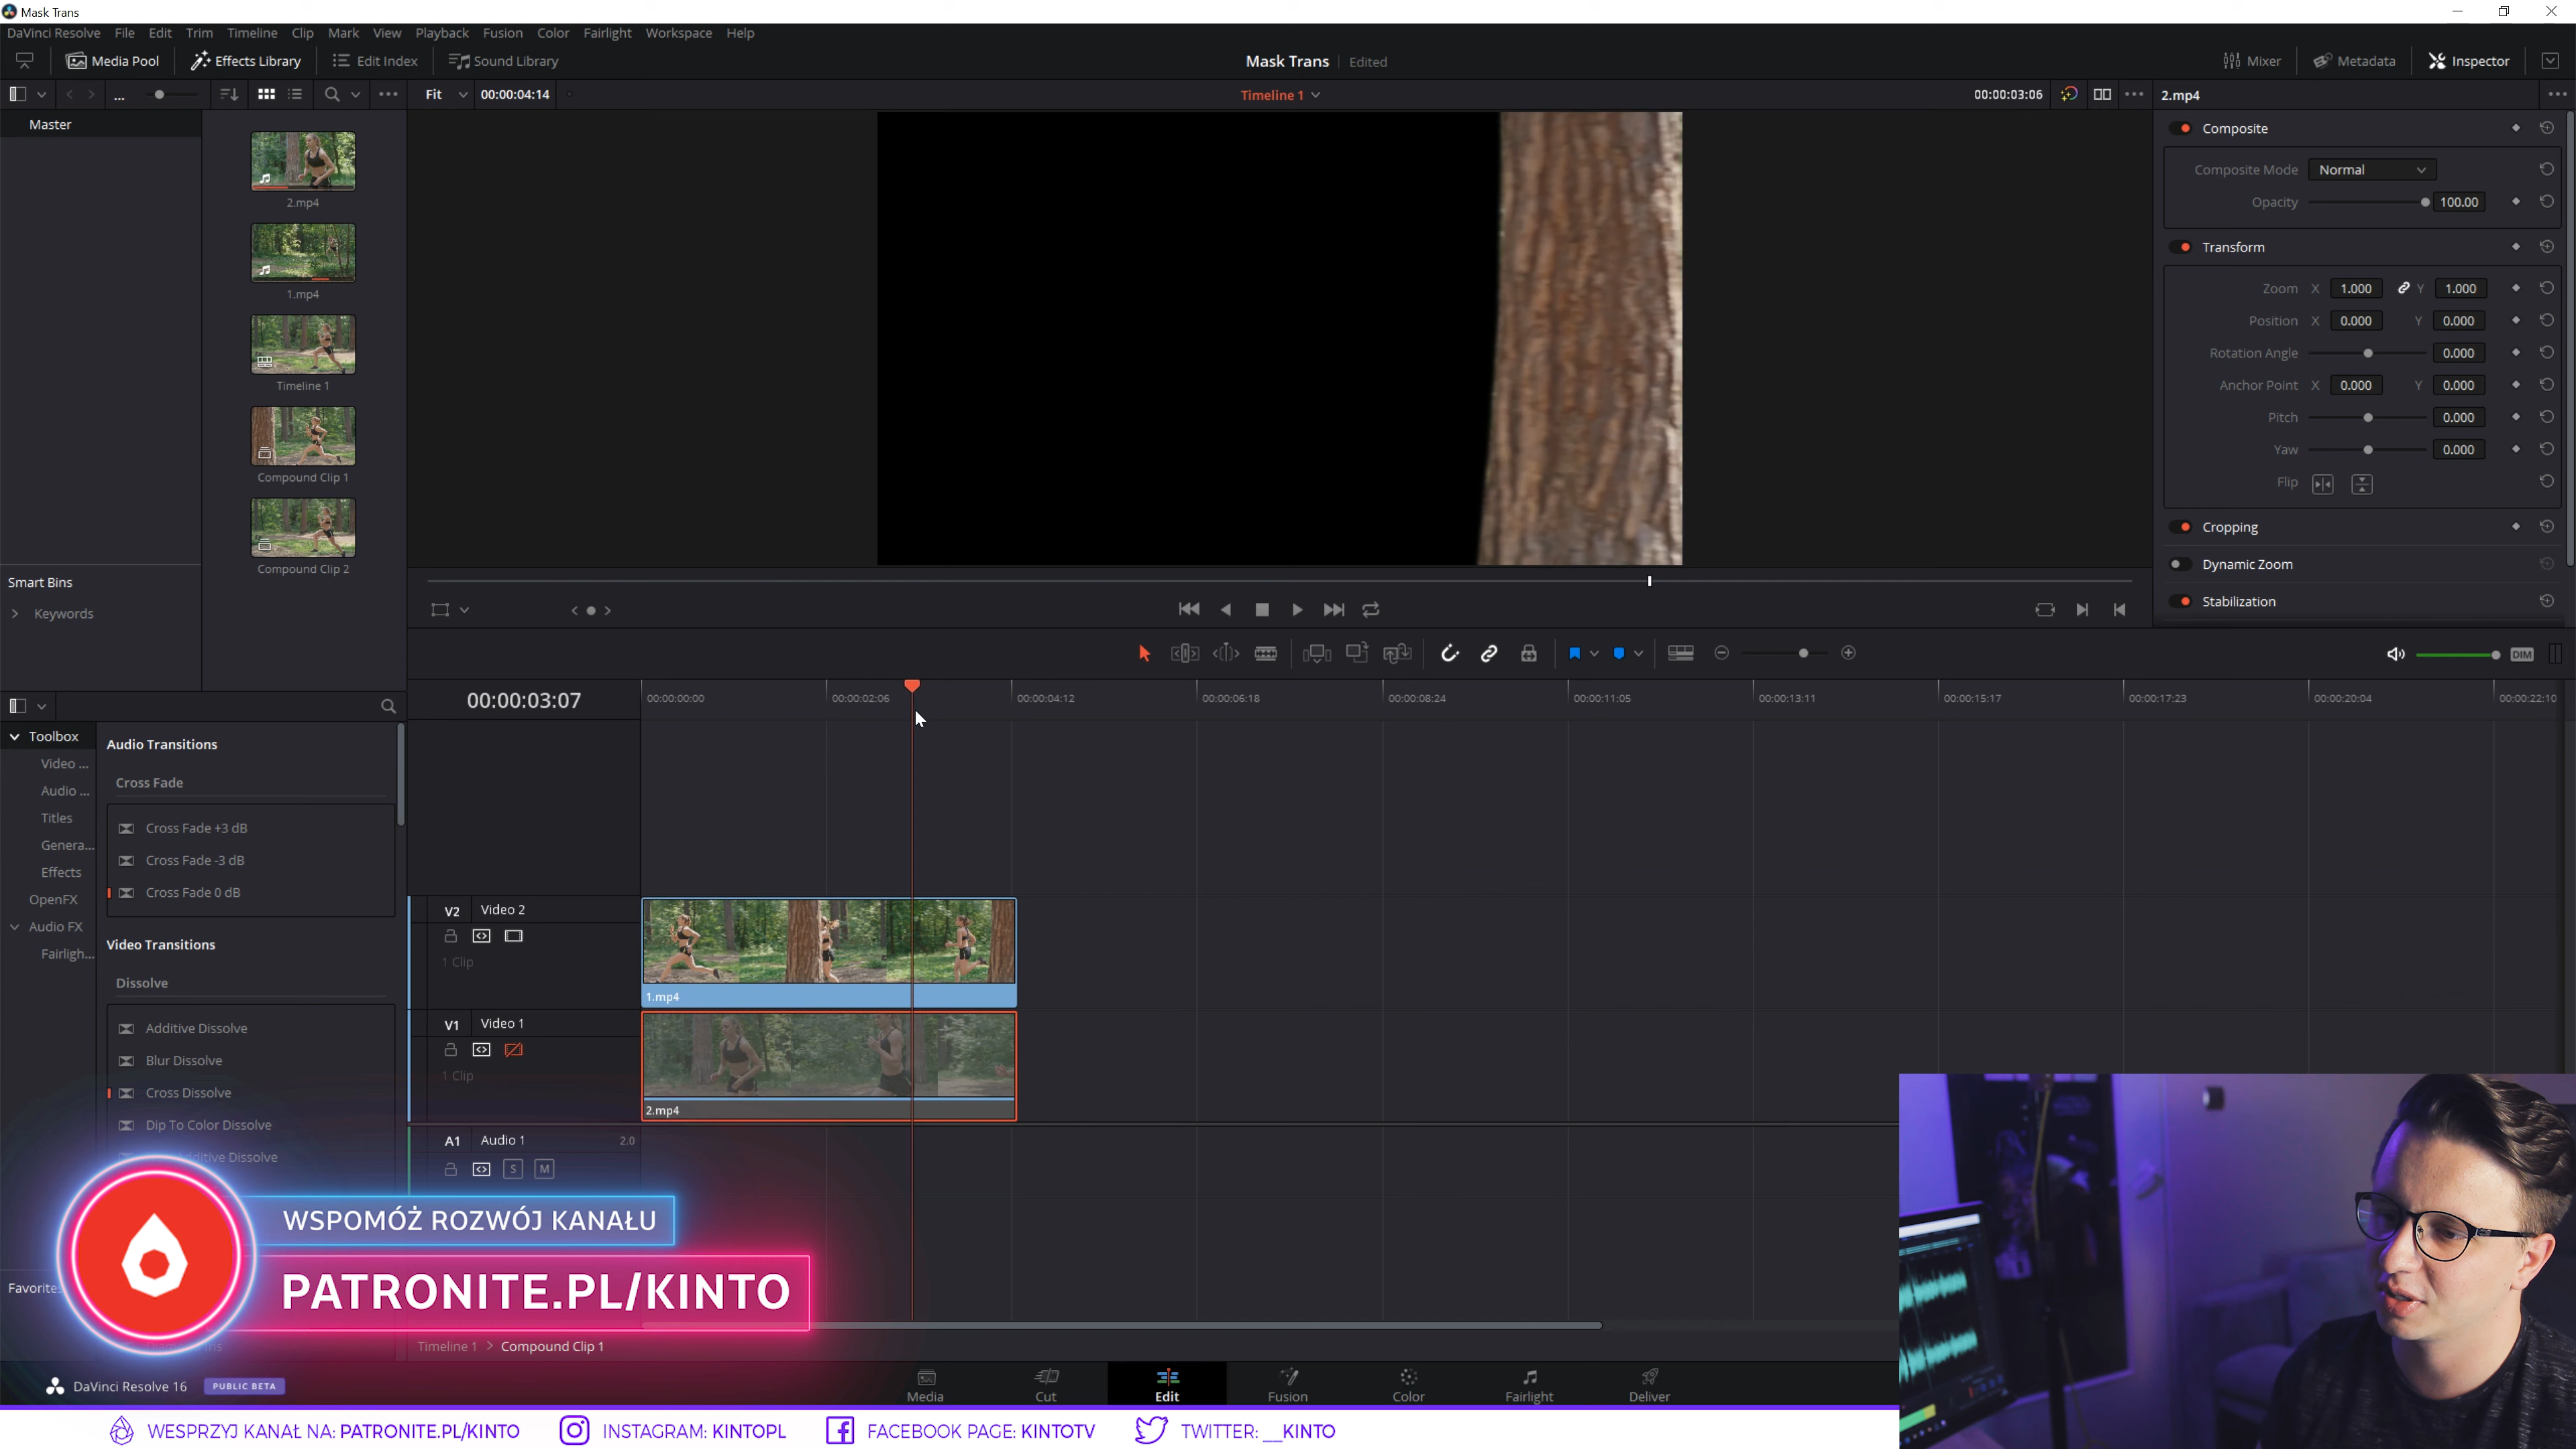 Mask Trans
DaVinci Resolve File Edit Trim Timeline Clip Mark View Playback Fusion Color Fairlight Workspace Help
Media Pool Effects Library Edit Index Sound Library Mask Trans Edited Mixer Metadata Inspector
... Fit 00:00:04:14 Timeline 1 00:00:03:06 2.mp4
Master
2.mp4
1.mp4
Timeline 1
Compound Clip 1
Compound Clip 2
Smart Bins
Keywords
Composite
Composite Mode Normal
Opacity 100.00
Transform
Zoom X 1.000 Y 1.000
Position X 0.000 Y 0.000
Rotation Angle 0.000
Anchor Point X 0.000 Y 0.000
Pitch 0.000
Yaw 0.000
Flip
Cropping
Dynamic Zoom
Stabilization
DIM
00:00:03:07 00:00:00:00 00:00:02:06 00:00:04:12 00:00:06:18 00:00:08:24 00:00:11:05 00:00:13:11 00:00:15:17 00:00:17:23 00:00:20:04 00:00:22:10
Toolbox
Video ...
Audio ...
Titles
Genera...
Effects
OpenFX
Audio FX
Fairligh...
Favorites
Audio Transitions
Cross Fade
Cross Fade +3 dB
Cross Fade -3 dB
Cross Fade 0 dB
Video Transitions
Dissolve
Additive Dissolve
Blur Dissolve
Cross Dissolve
Dip To Color Dissolve
Dissolve
V2 Video 2
1 Clip
1.mp4
V1 Video 1
1 Clip
2.mp4
A1 Audio 1 2.0
S M
WSPOMÓŻ ROZWÓJ KANAŁU
PATRONITE.PL/KINTO
Timeline 1 > Compound Clip 1
DaVinci Resolve 16 PUBLIC BETA
Media Cut Edit Fusion Color Fairlight Deliver
WESPRZYJ KANAŁ NA: PATRONITE.PL/KINTO INSTAGRAM: KINTOPL FACEBOOK PAGE: KINTOTV TWITTER: __KINTO